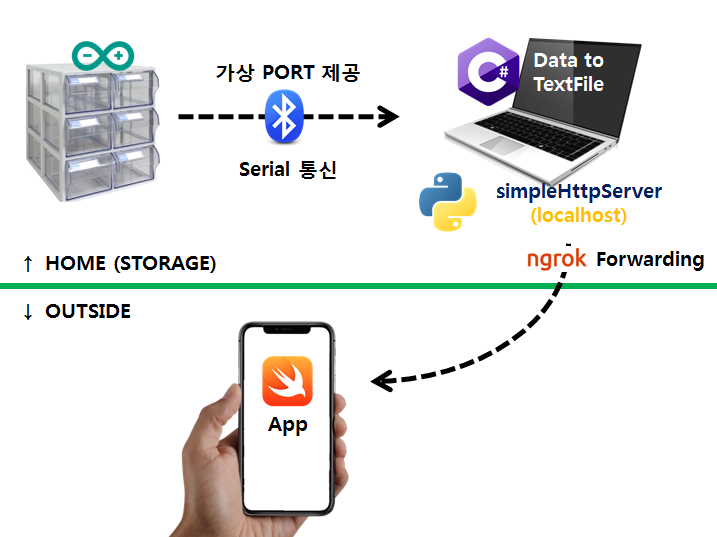 가상 PORT 제공
Serial 통신
C#
Data to
TextFile
simpleHttpServer
(localhost)
ngrok Forwarding
↑ HOME (STORAGE)
↓ OUTSIDE
App